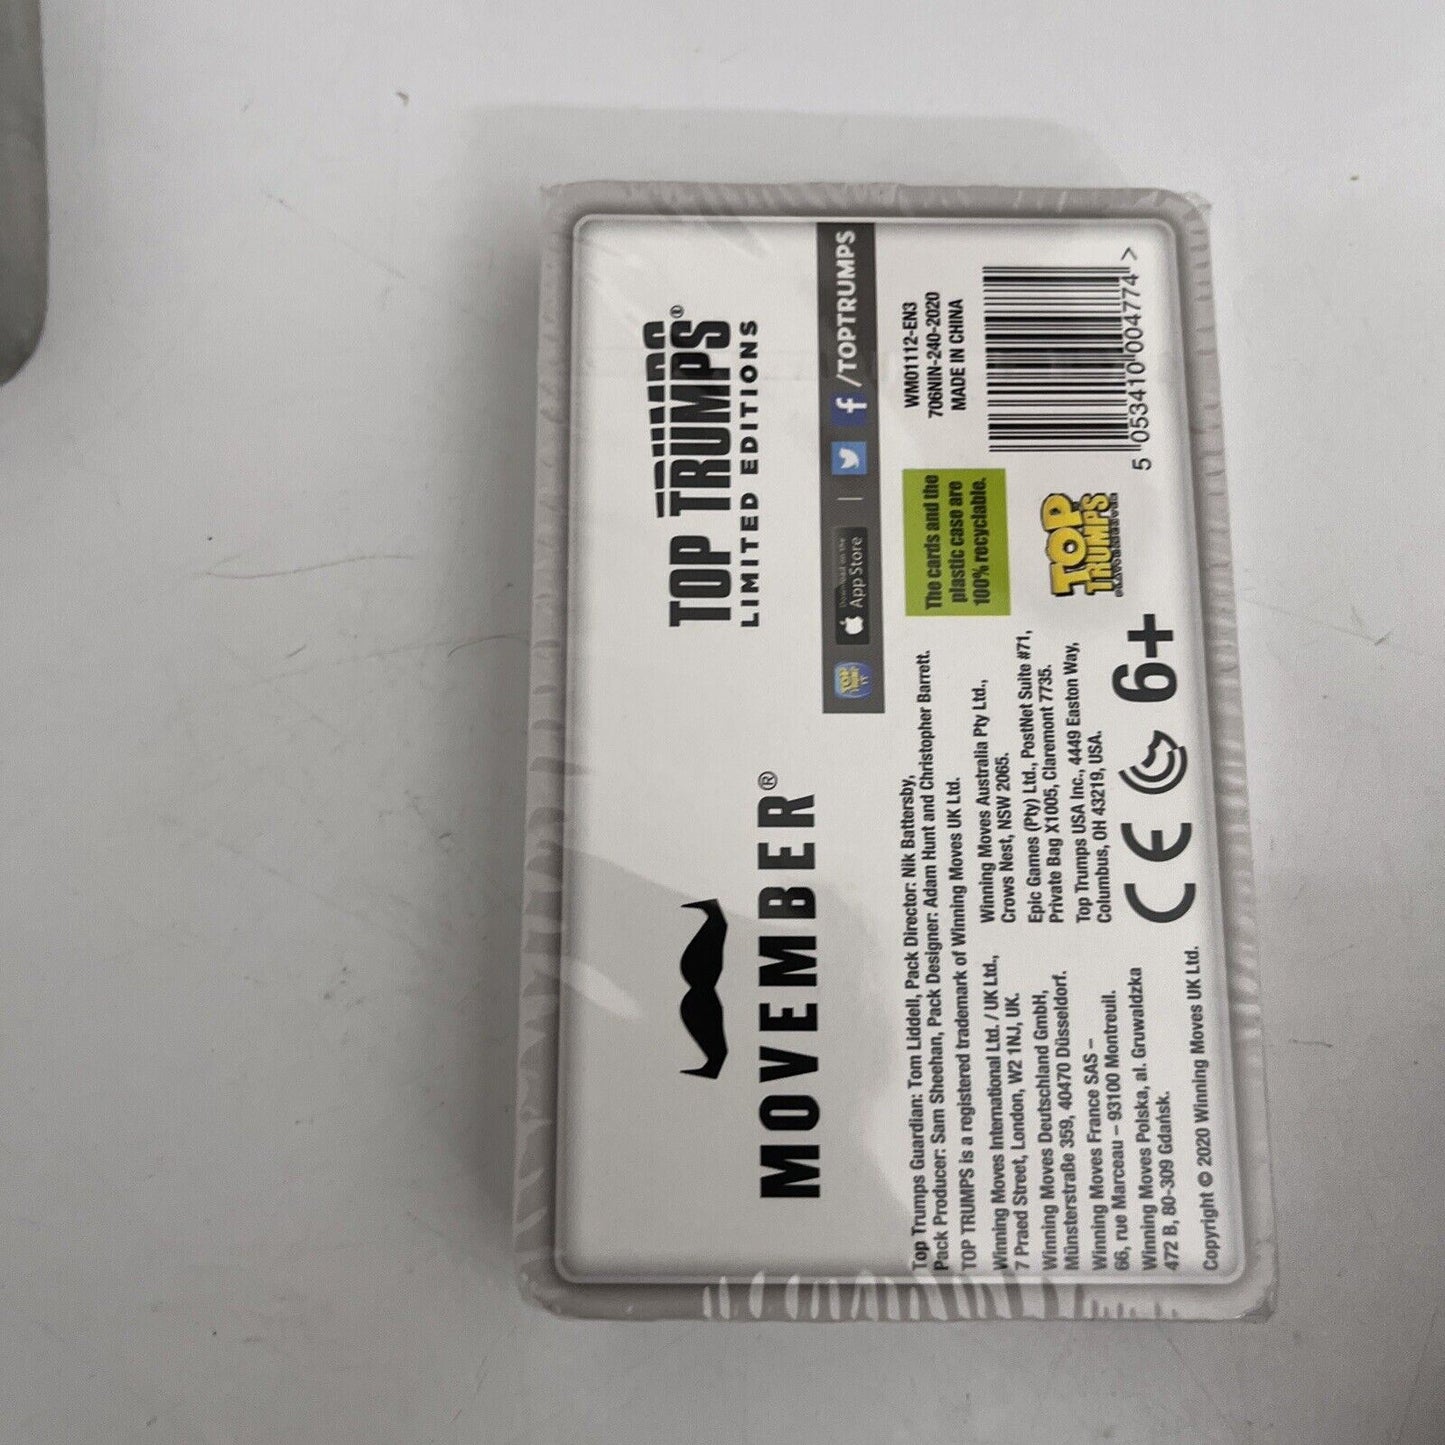 MOVEMBER®
TOP TRUMPS®
LIMITED EDITIONS
App Store
/TOPTRUMPS
Top Trumps Guardian: Tom Liddell, Pack Director: Nik Battersby,
Pack Producer: Sam Sheehan, Pack Designer: Adam Hunt and Christopher Barrett.
TOP TRUMPS is a registered trademark of Winning Moves UK Ltd.
Winning Moves International Ltd. / UK Ltd.,
7 Praed Street, London, W2 1NJ, UK.
Winning Moves Deutschland GmbH,
Münsterstraße 359, 40470 Düsseldorf.
Winning Moves France SAS –
66, rue Marceau – 93100 Montreuil.
Winning Moves Polska, al. Gruwaldzka
472 B, 80-309 Gdańsk.
Copyright © 2020 Winning Moves UK Ltd.
Winning Moves Australia Pty Ltd.,
Crows Nest, NSW 2065.
Epic Games (Pty) Ltd., PostNet Suite #71,
Private Bag X1005, Claremont 7735.
Top Trumps USA Inc., 4449 Easton Way,
Columbus, OH 43219, USA.
CE 6+
The cards and the
plastic case are
100% recyclable.
TOP
TRUMPS
WM01112-EN3
706NIN-240-2020
MADE IN CHINA
5 053410 004774 >